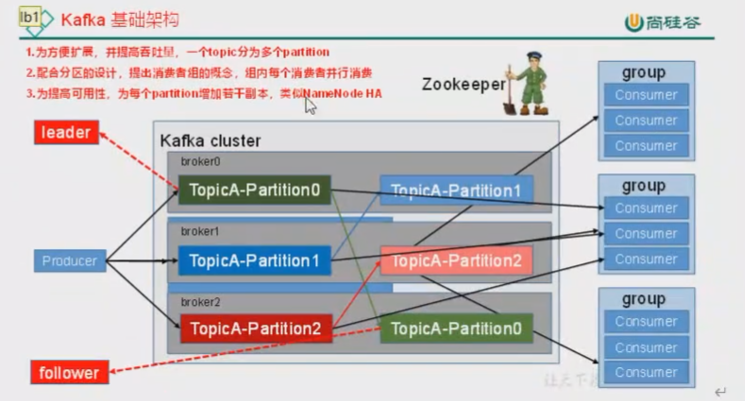 lb1
Kafka 基础架构
尚硅谷
1.为方便扩展，并提高吞吐量，一个topic分为多个partition
2.配合分区的设计，提出消费者组的概念，组内每个消费者并行消费
3.为提高可用性，为每个partition增加若干副本，类似NameNode HA
Zookeeper
group
Consumer
Consumer
Consumer
leader
Kafka cluster
broker0
TopicA-Partition0
TopicA-Partition1
group
Consumer
Consumer
Consumer
broker1
Producer
TopicA-Partition1
TopicA-Partition2
broker2
TopicA-Partition2
TopicA-Partition0
group
Consumer
Consumer
Consumer
follower